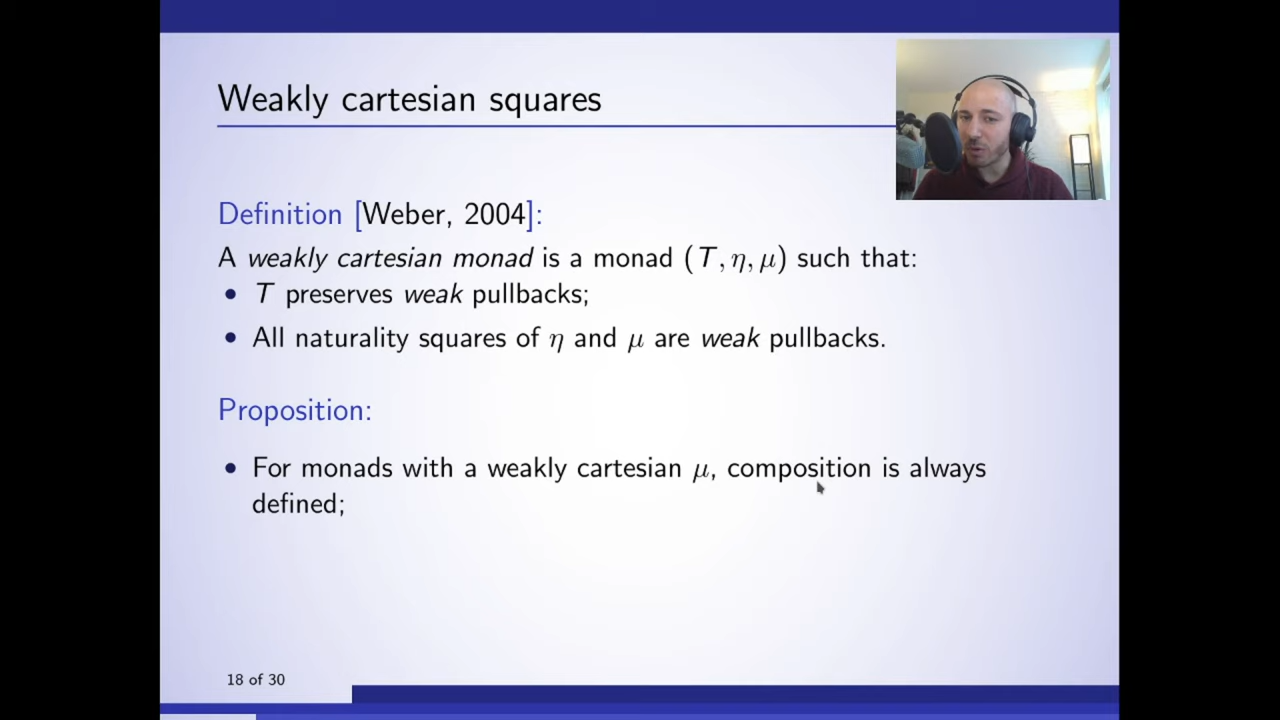 Weakly cartesian squares
Definition [Weber, 2004]:
A weakly cartesian monad is a monad (T, η, μ) such that:
• T preserves weak pullbacks;
• All naturality squares of η and μ are weak pullbacks.
Proposition:
• For monads with a weakly cartesian μ, composition is always
defined;
18 of 30